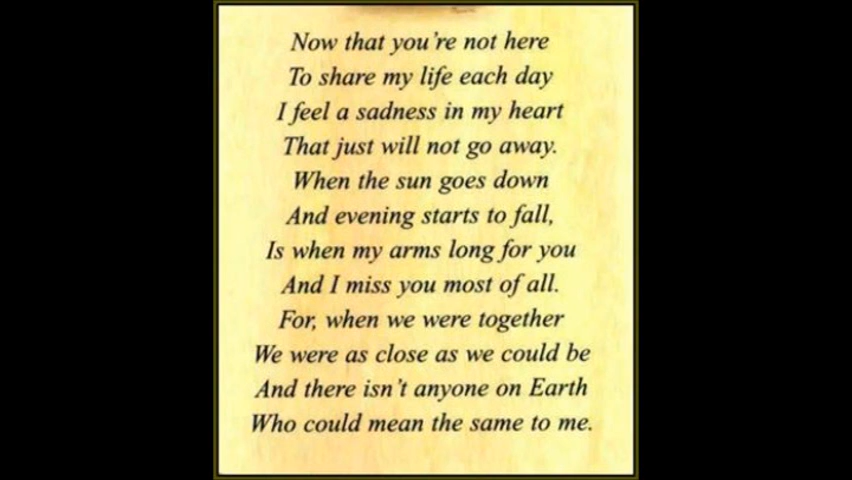 Now that you're not here
To share my life each day
I feel a sadness in my heart
That just will not go away.
When the sun goes down
And evening starts to fall,
Is when my arms long for you
And I miss you most of all.
For, when we were together
We were as close as we could be
And there isn't anyone on Earth
Who could mean the same to me.